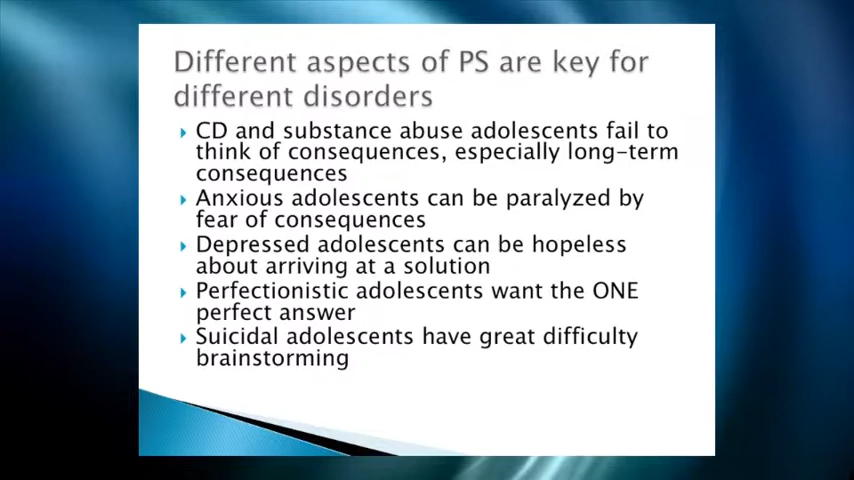 Different aspects of PS are key for
different disorders
CD and substance abuse adolescents fail to
think of consequences, especially long-term
consequences
Anxious adolescents can be paralyzed by
fear of consequences
Depressed adolescents can be hopeless
about arriving at a solution
Perfectionistic adolescents want the ONE
perfect answer
Suicidal adolescents have great difficulty
brainstorming